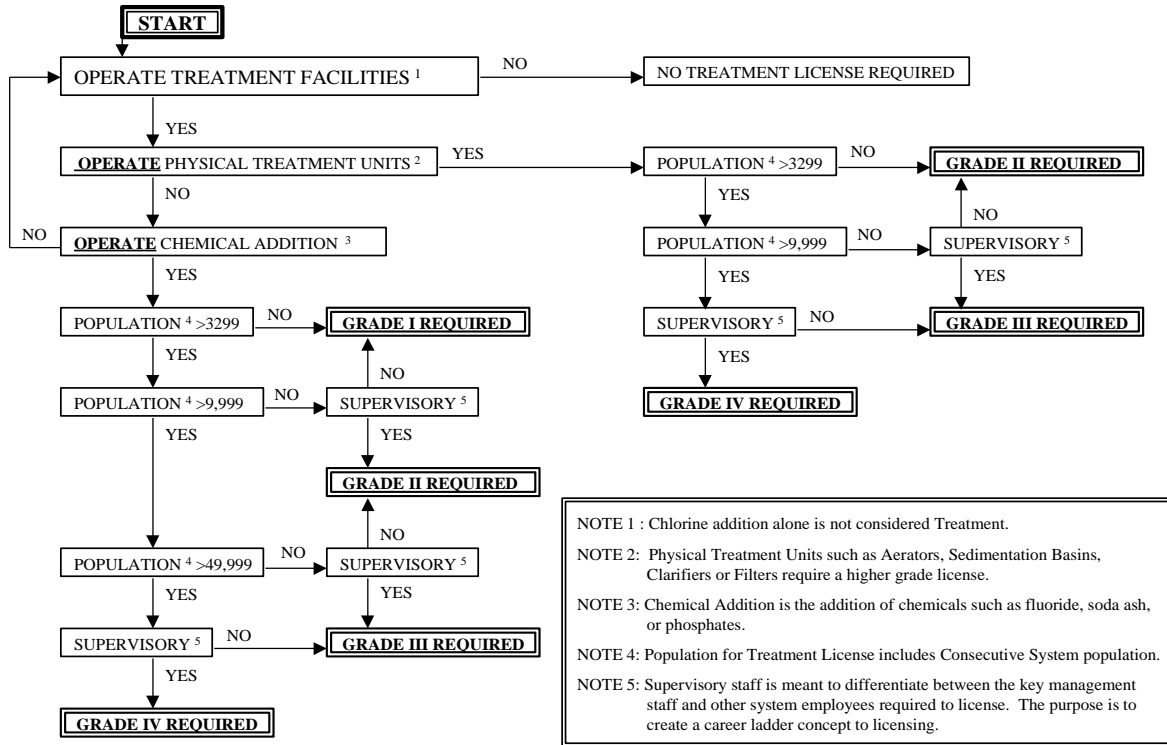 START
OPERATE TREATMENT FACILITIES 1
NO
NO TREATMENT LICENSE REQUIRED
YES
OPERATE PHYSICAL TREATMENT UNITS 2
YES
POPULATION 4 >3299
NO
GRADE II REQUIRED
NO
YES
NO
NO
OPERATE CHEMICAL ADDITION 3
POPULATION 4 >9,999
NO
SUPERVISORY 5
YES
YES
YES
POPULATION 4 >3299
NO
GRADE I REQUIRED
SUPERVISORY 5
NO
GRADE III REQUIRED
YES
NO
YES
POPULATION 4 >9,999
NO
SUPERVISORY 5
GRADE IV REQUIRED
YES
YES
GRADE II REQUIRED
NO
POPULATION 4 >49,999
NO
SUPERVISORY 5
YES
YES
SUPERVISORY 5
NO
GRADE III REQUIRED
YES
GRADE IV REQUIRED
NOTE 1 : Chlorine addition alone is not considered Treatment.
NOTE 2: Physical Treatment Units such as Aerators, Sedimentation Basins,
Clarifiers or Filters require a higher grade license.
NOTE 3: Chemical Addition is the addition of chemicals such as fluoride, soda ash,
or phosphates.
NOTE 4: Population for Treatment License includes Consecutive System population.
NOTE 5: Supervisory staff is meant to differentiate between the key management
staff and other system employees required to license. The purpose is to
create a career ladder concept to licensing.